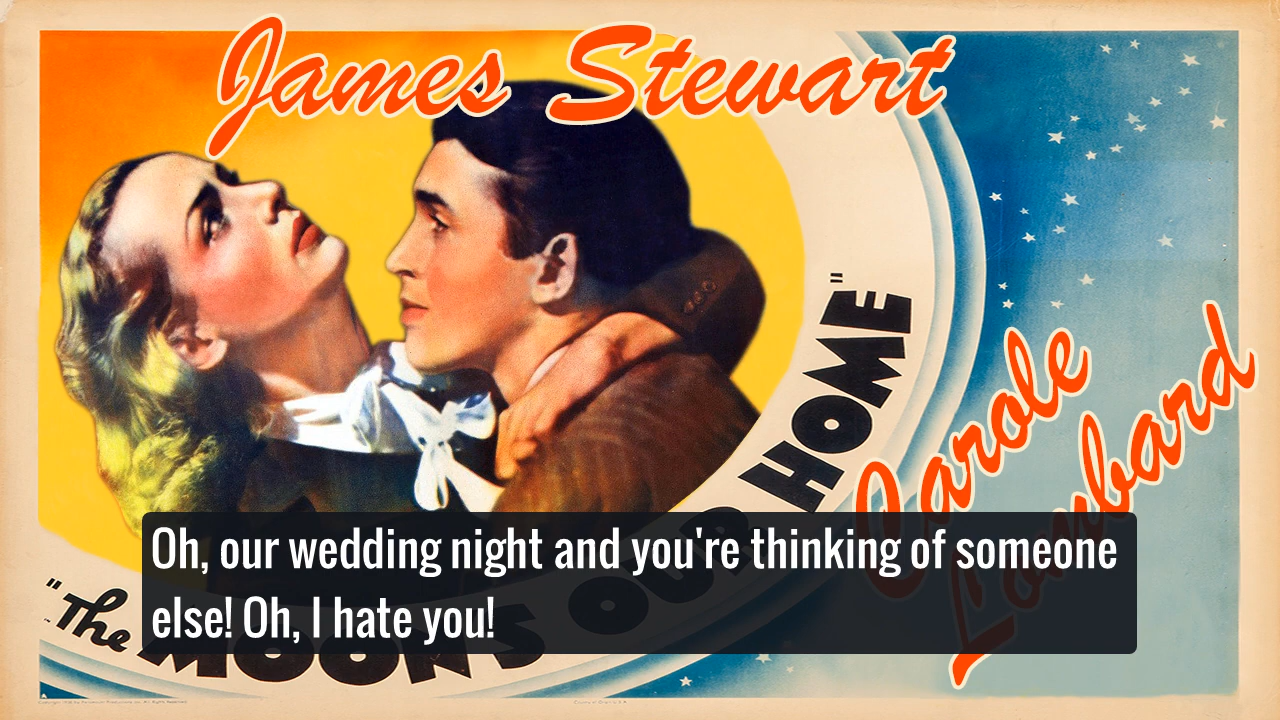 James Stewart
Carole
Lombard
"The MOON'S OUR HOME"
Oh, our wedding night and you're thinking of someone
else! Oh, I hate you!